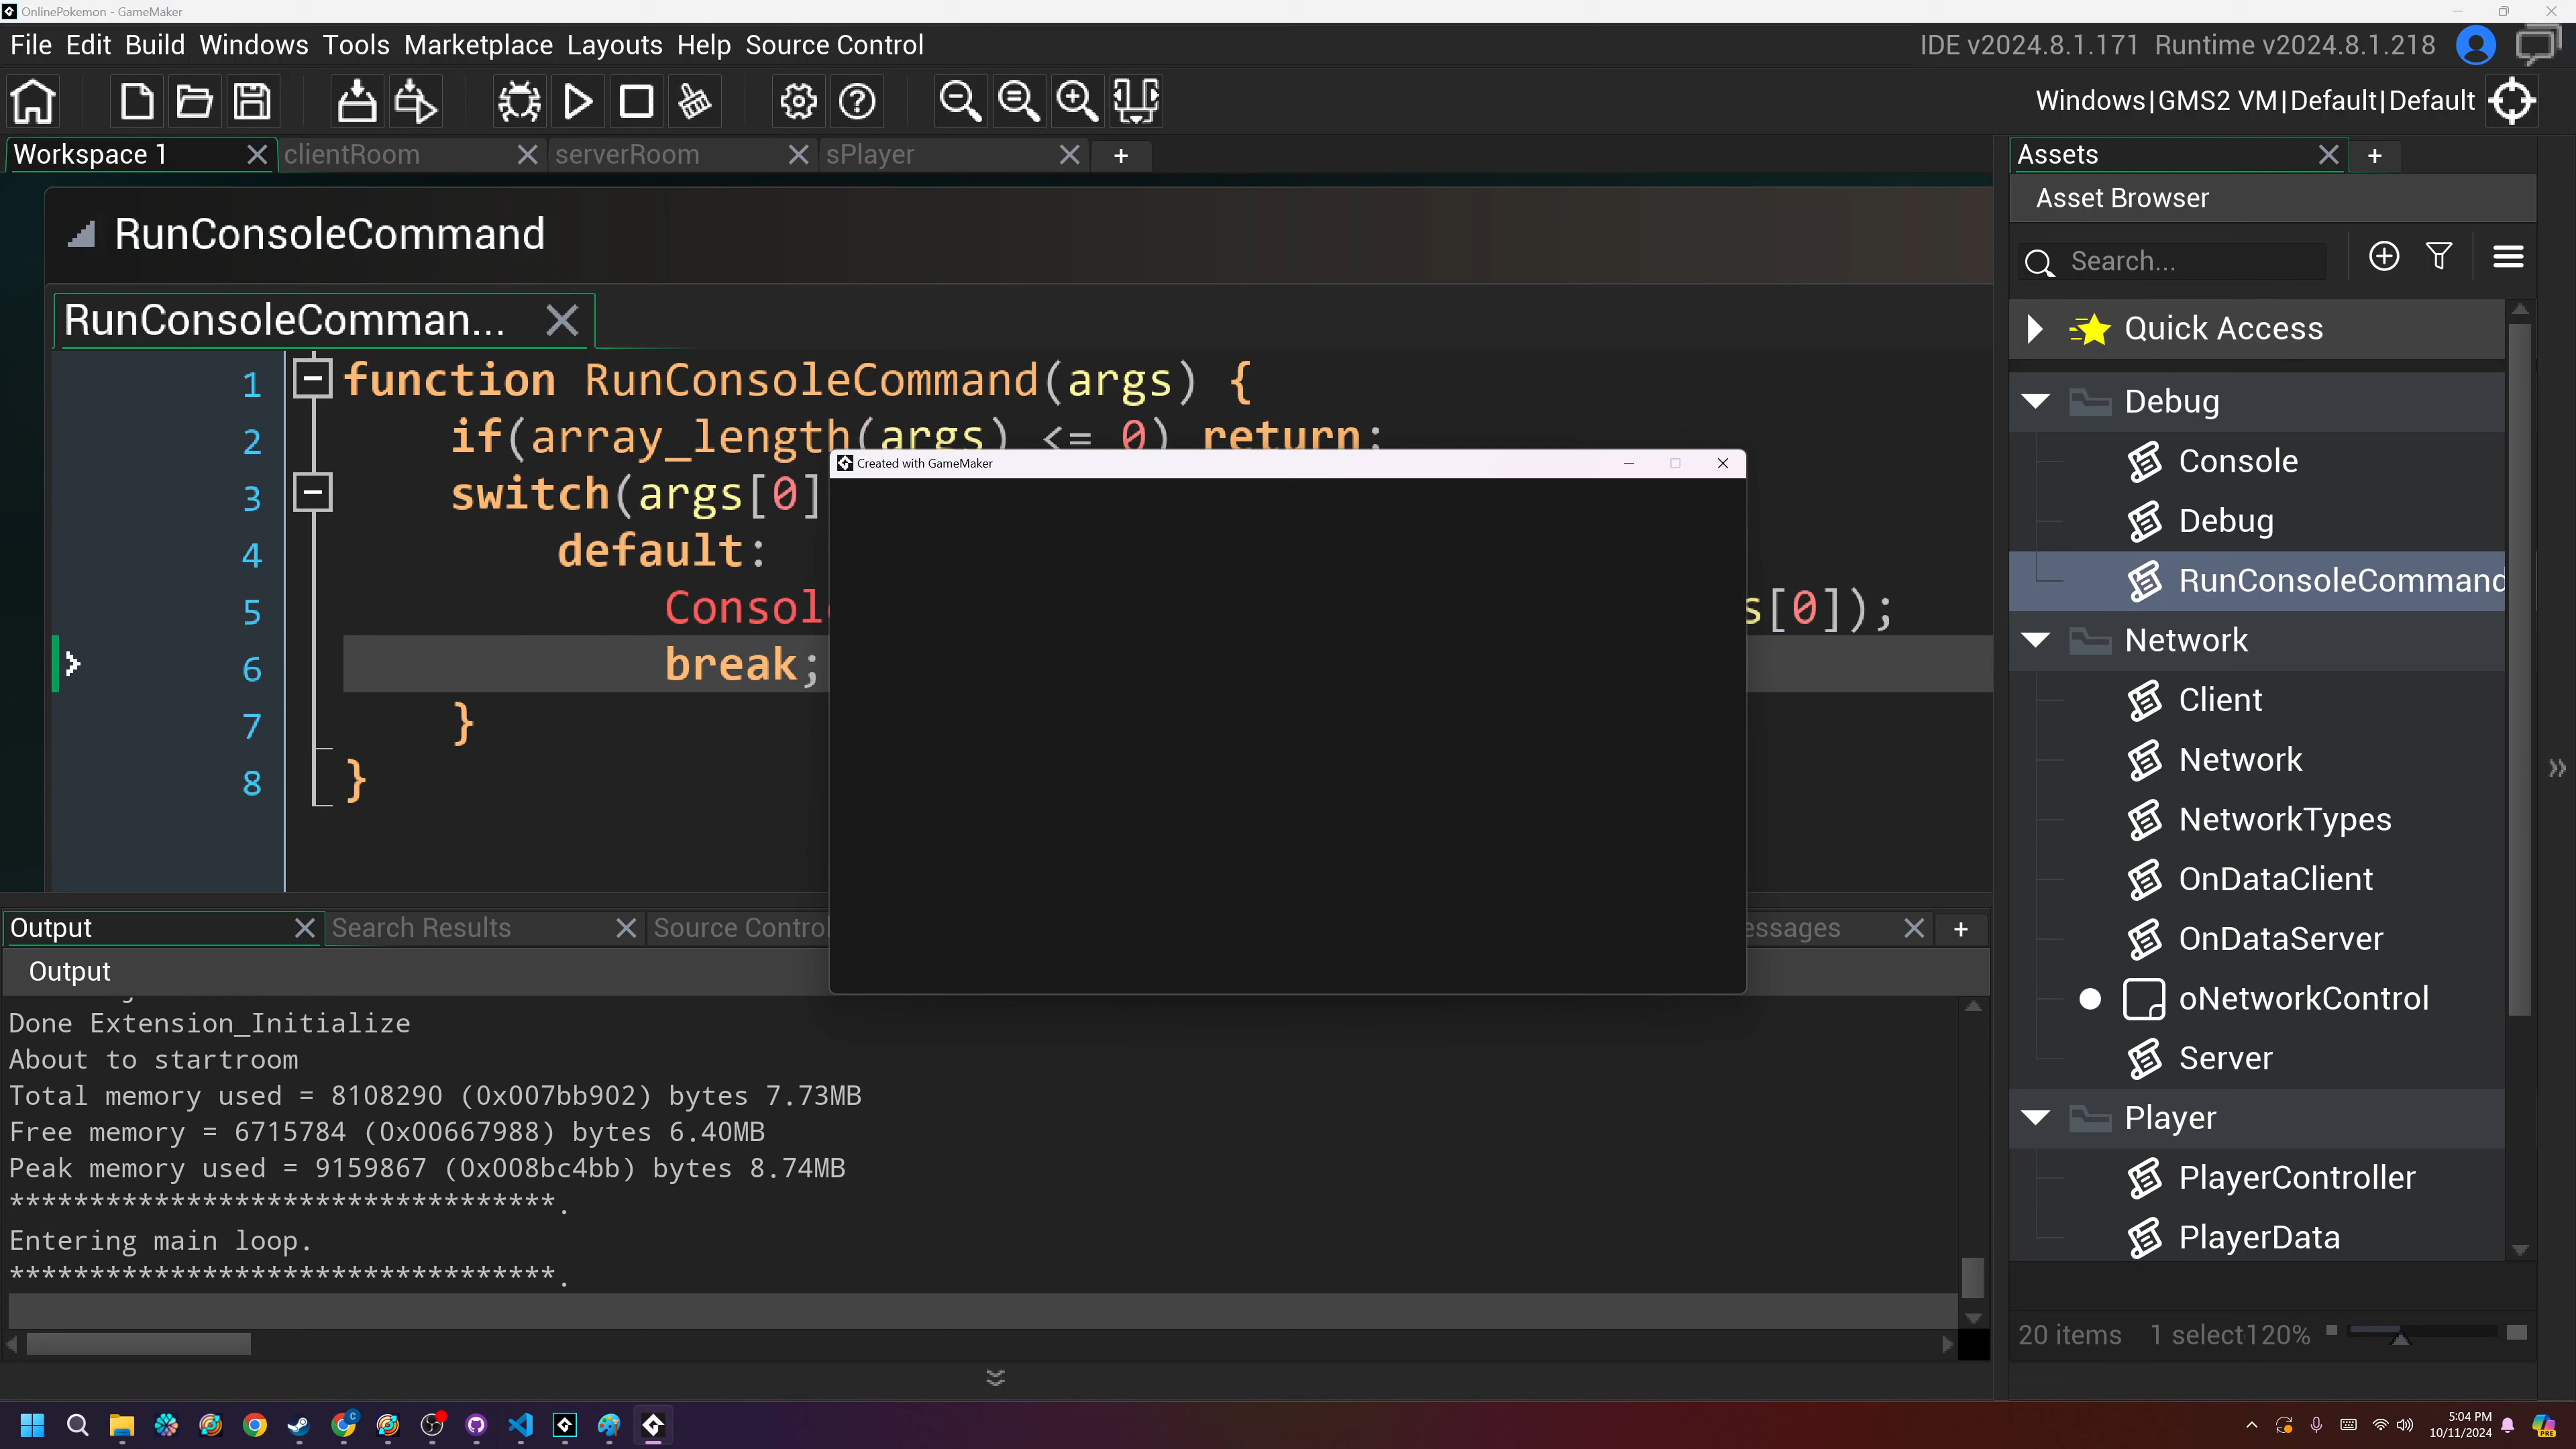 OnlinePokemon - GameMaker
File Edit Build Windows Tools Marketplace Layouts Help Source Control
IDE v2024.8.1.171 Runtime v2024.8.1.218
Windows|GMS2 VM|Default|Default
Workspace 1
clientRoom
serverRoom
sPlayer
+
RunConsoleCommand
RunConsoleComman...
1 function RunConsoleCommand(args) {
2 if(array_length(args) <= 0) return;
3 switch(args[0]
4 default:
5 Consol s[0]);
6 break;
7 }
8 }
Created with GameMaker
Output
Search Results
Source Control
essages
+
Output
Done Extension_Initialize
About to startroom
Total memory used = 8108290 (0x007bb902) bytes 7.73MB
Free memory = 6715784 (0x00667988) bytes 6.40MB
Peak memory used = 9159867 (0x008bc4bb) bytes 8.74MB
**********************************.
Entering main loop.
**********************************.
Assets
+
Asset Browser
Search...
Quick Access
Debug
Console
Debug
RunConsoleCommand
Network
Client
Network
NetworkTypes
OnDataClient
OnDataServer
oNetworkControl
Server
Player
PlayerController
PlayerData
20 items 1 select 120%
5:04 PM
10/11/2024
PRE